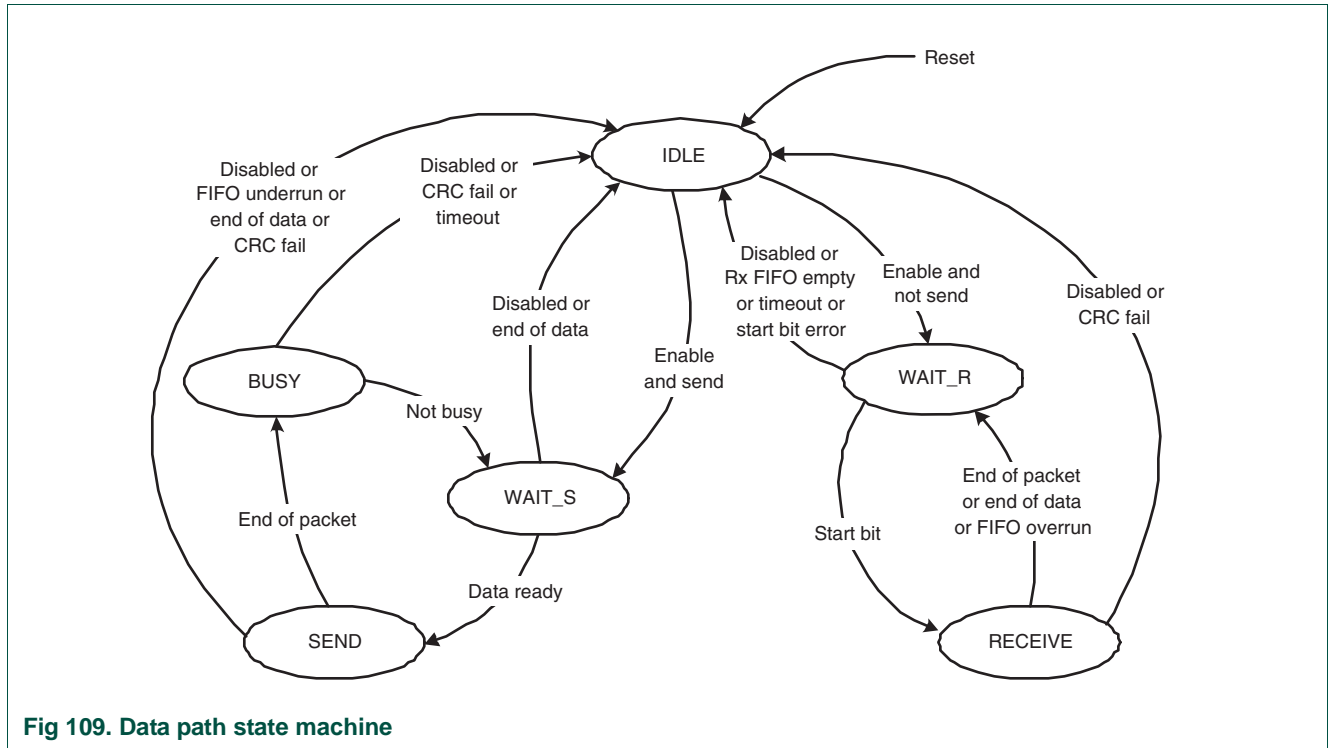 Reset
IDLE
Disabled or
FIFO underrun or
end of data or
CRC fail
Disabled or
CRC fail or
timeout
Disabled or
end of data
Enable
and send
Disabled or
Rx FIFO empty
or timeout or
start bit error
Enable and
not send
Disabled or
CRC fail
BUSY
Not busy
WAIT_R
WAIT_S
End of packet
Data ready
Start bit
End of packet
or end of data
or FIFO overrun
SEND
RECEIVE
Fig 109. Data path state machine